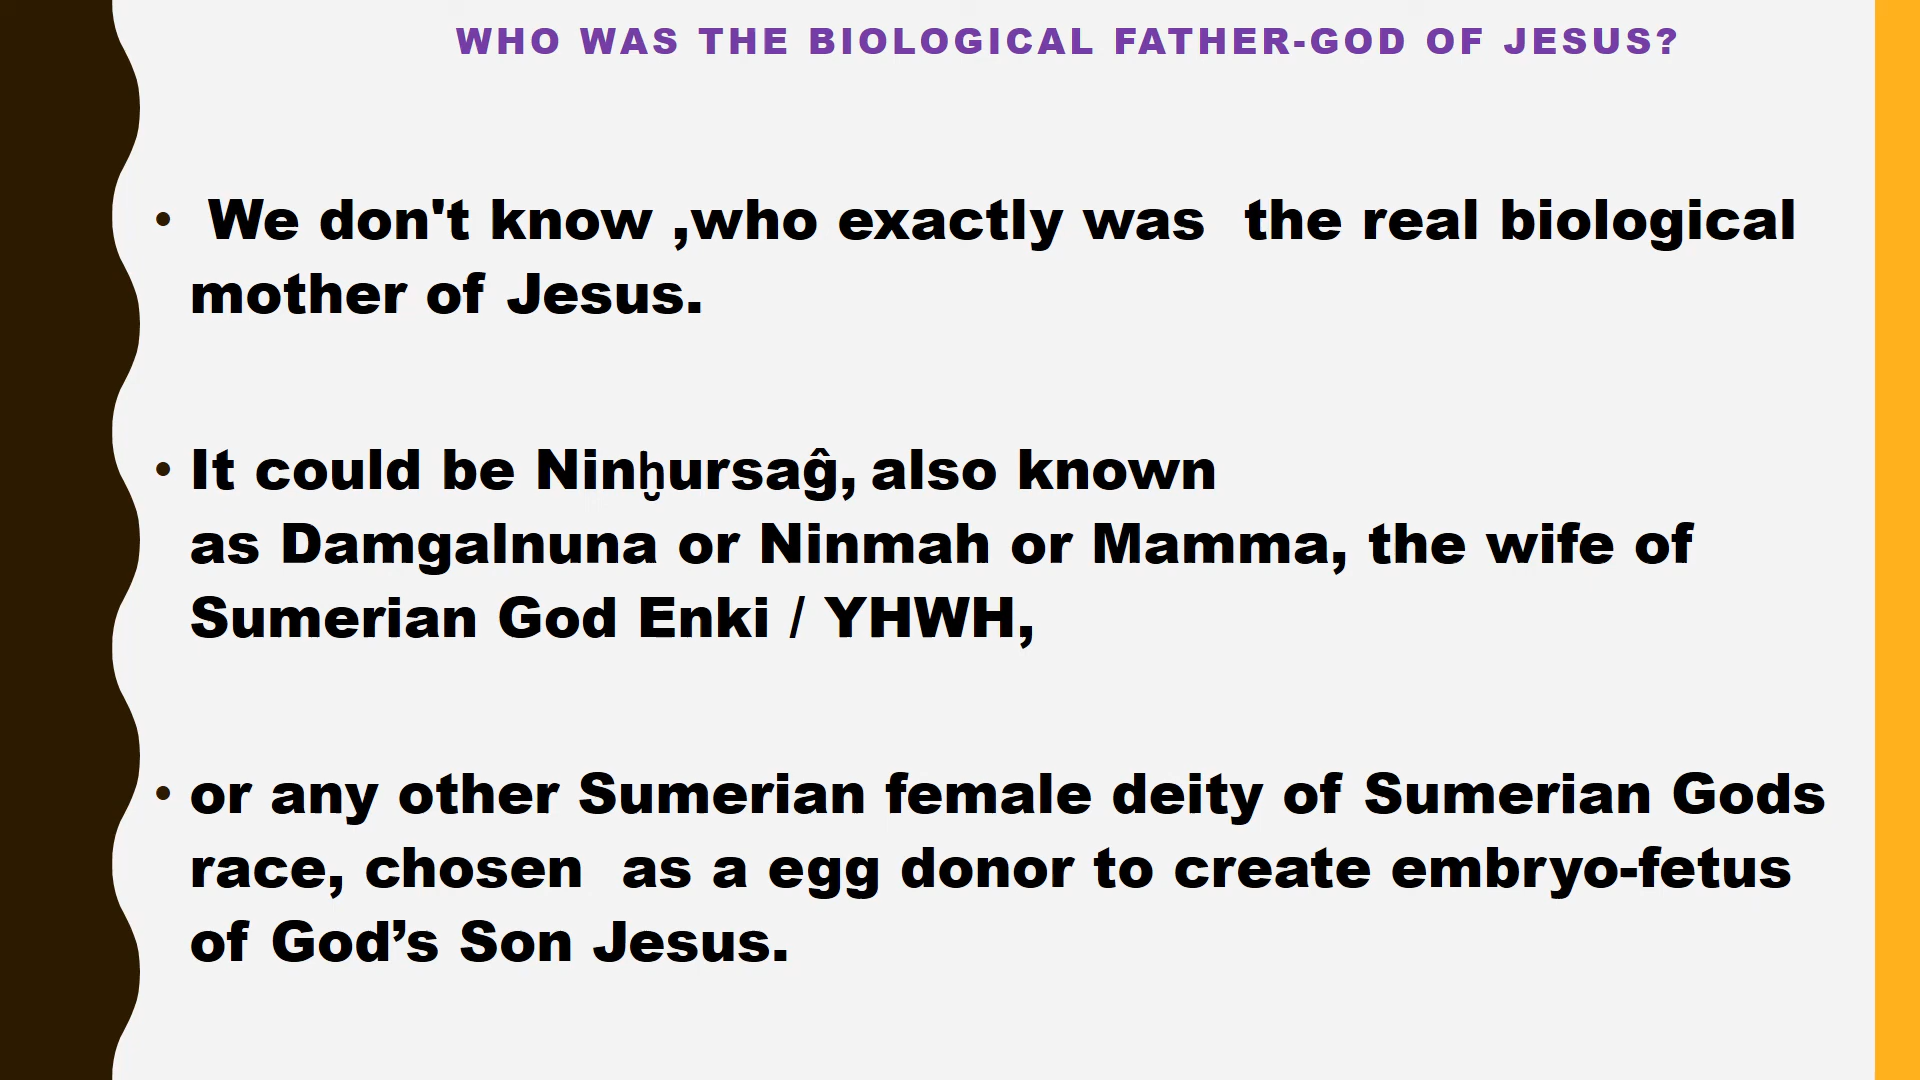 WHO WAS THE BIOLOGICAL FATHER-GOD OF JESUS?
• We don't know ,who exactly was  the real biological
mother of Jesus.
• It could be Ninḫursaĝ, also known
as Damgalnuna or Ninmah or Mamma, the wife of
Sumerian God Enki / YHWH,
• or any other Sumerian female deity of Sumerian Gods
race, chosen  as a egg donor to create embryo-fetus
of God’s Son Jesus.